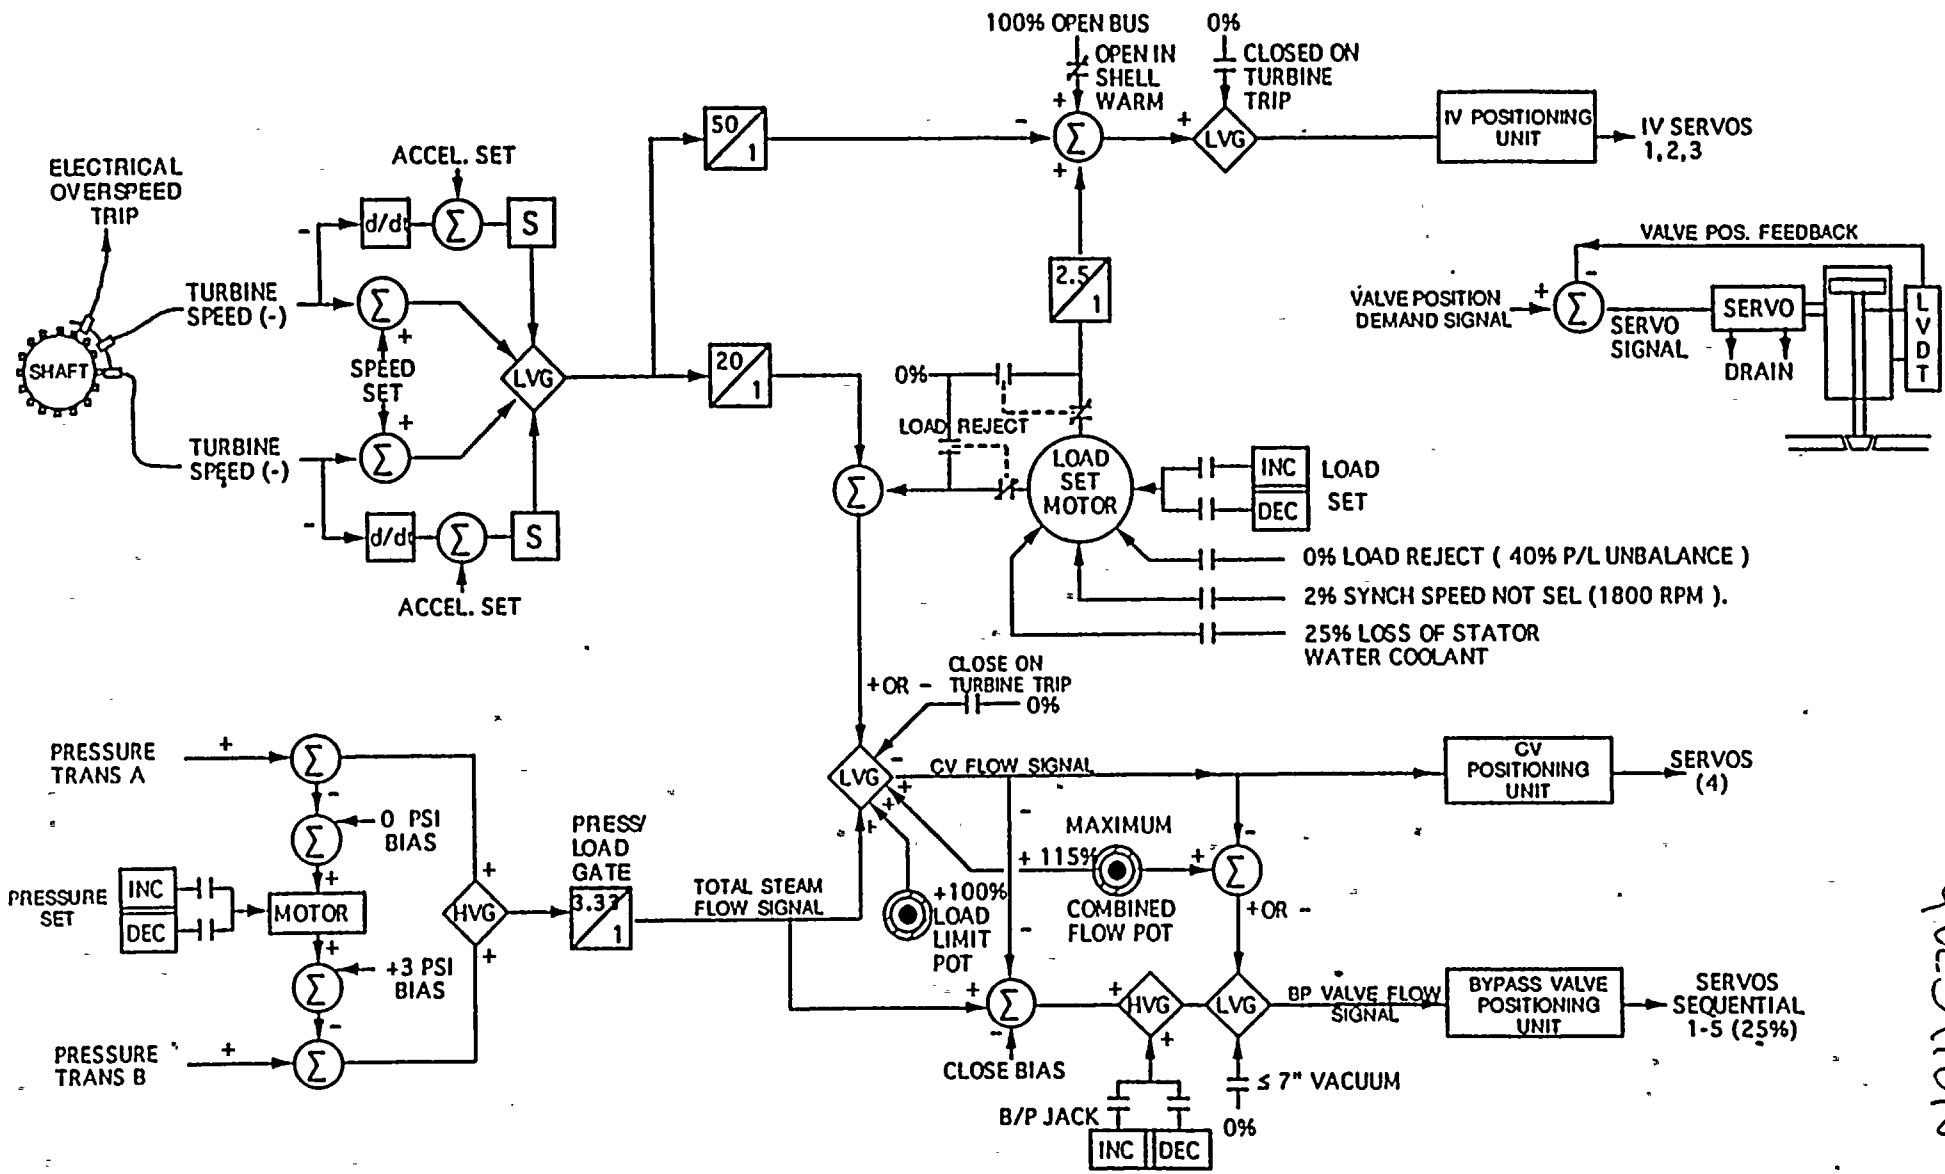 100% OPEN BUS
0%
OPEN IN
SHELL
WARM
CLOSED ON
TURBINE
TRIP
50
1
+
-
Σ
+
+
LVG
IV POSITIONING
UNIT
IV SERVOS
1,2,3
ELECTRICAL
OVERSPEED
TRIP
ACCEL. SET
-
d/dt
Σ
S
TURBINE
SPEED (-)
Σ
+
SPEED
SET
+
SHAFT
LVG
20
1
TURBINE
SPEED (-)
Σ
-
d/dt
Σ
S
ACCEL. SET
2.5
1
VALVE POS. FEEDBACK
-
VALVE POSITION
DEMAND SIGNAL
+
Σ
SERVO
SIGNAL
SERVO
DRAIN
L
V
D
T
0%
LOAD REJECT
Σ
LOAD
SET
MOTOR
INC
DEC
LOAD
SET
0% LOAD REJECT ( 40% P/L UNBALANCE )
2% SYNCH SPEED NOT SEL (1800 RPM ).
25% LOSS OF STATOR
WATER COOLANT
+ OR -
CLOSE ON
TURBINE TRIP
0%
PRESSURE
TRANS A
+
Σ
-
Σ
0 PSI
BIAS
+
PRESSURE
SET
INC
DEC
MOTOR
+
Σ
+3 PSI
BIAS
-
PRESSURE
TRANS B
+
Σ
+
HVG
+
PRESS/
LOAD
GATE
3.33
1
TOTAL STEAM
FLOW SIGNAL
LVG
-
+
+
+
CV FLOW SIGNAL
CV
POSITIONING
UNIT
SERVOS
(4)
-
MAXIMUM
+ 115%
+
-
Σ
COMBINED
FLOW POT
+100%
LOAD
LIMIT
POT
-
+OR -
+
Σ
-
CLOSE BIAS
+
HVG
+
LVG
BP VALVE FLOW
SIGNAL
BYPASS VALVE
POSITIONING
UNIT
SERVOS
SEQUENTIAL
1-5 (25%)
≤ 7" VACUUM
0%
B/P JACK
INC
DEC